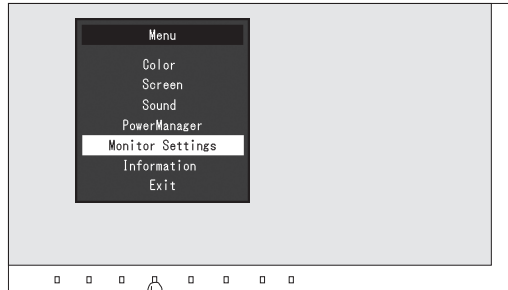 Menu
Color
Screen
Sound
PowerManager
Monitor Settings
Information
Exit